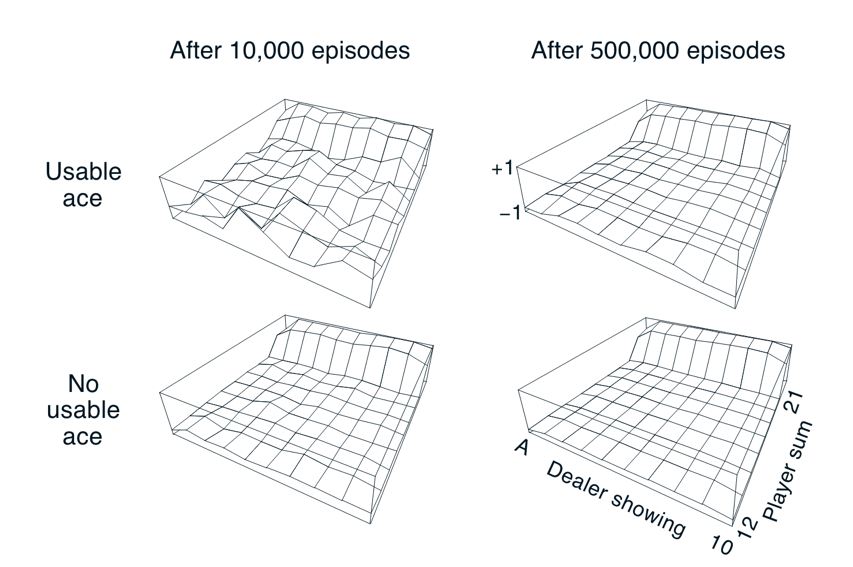 After 10,000 episodes
After 500,000 episodes
Usable
ace
+1
−1
No
usable
ace
A
Dealer showing
10
12
Player sum
21